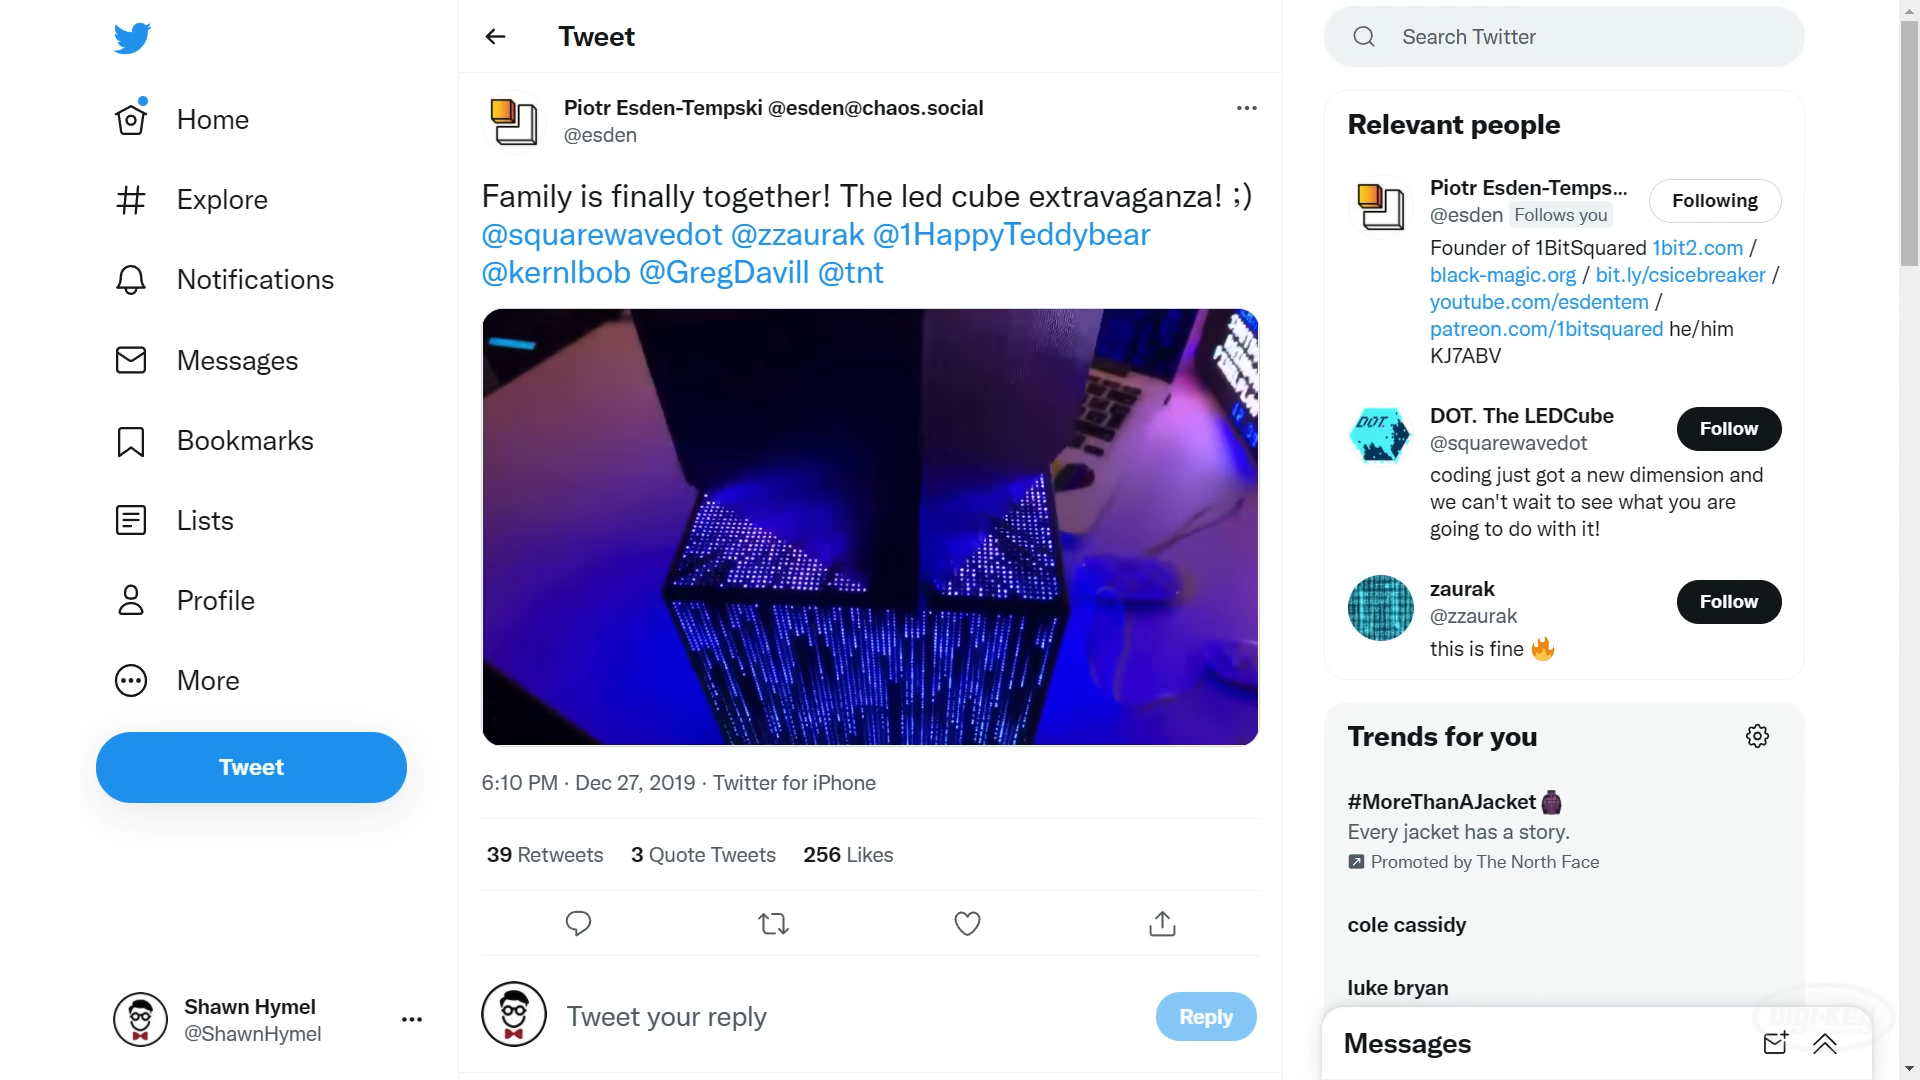 Home
Explore
Notifications
Messages
Bookmarks
Lists
Profile
More
Tweet
Shawn Hymel
@ShawnHymel
Tweet
Piotr Esden-Tempski @esden@chaos.social
@esden
Family is finally together! The led cube extravaganza! ;)
@squarewavedot @zzaurak @1HappyTeddybear
@kernlbob @GregDavill @tnt
6:10 PM · Dec 27, 2019 · Twitter for iPhone
39 Retweets 3 Quote Tweets 256 Likes
Tweet your reply
Reply
Search Twitter
Relevant people
Piotr Esden-Temps...
@esden Follows you
Following
Founder of 1BitSquared 1bit2.com /
black-magic.org / bit.ly/csicebreaker /
youtube.com/esdentem /
patreon.com/1bitsquared he/him
KJ7ABV
DOT.
DOT. The LEDCube
@squarewavedot
Follow
coding just got a new dimension and
we can't wait to see what you are
going to do with it!
zaurak
@zzaurak
Follow
this is fine 🔥
Trends for you
#MoreThanAJacket
Every jacket has a story.
Promoted by The North Face
cole cassidy
luke bryan
Messages
Digi-Key